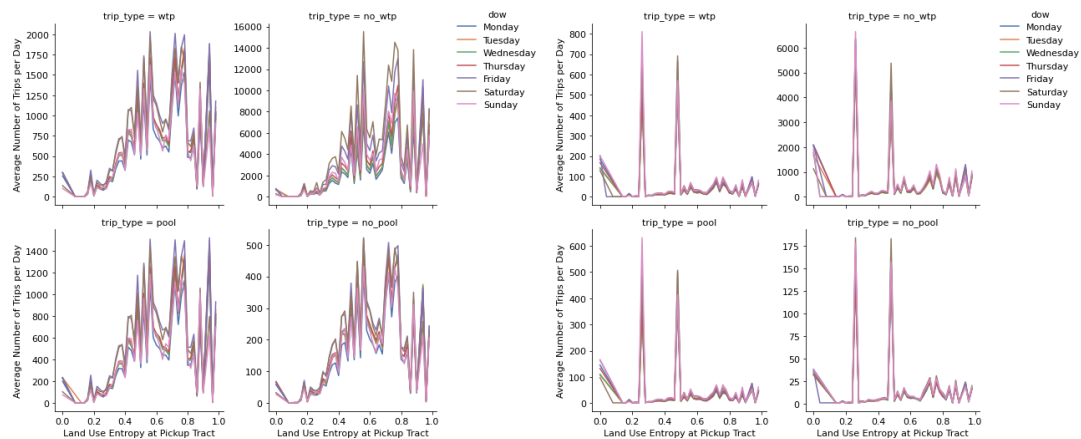 trip_type = wtp
trip_type = no_wtp
dow
Monday
Tuesday
Wednesday
Thursday
Friday
Saturday
Sunday
Average Number of Trips per Day
2000
1750
1500
1250
1000
750
500
250
0
16000
14000
12000
10000
8000
6000
4000
2000
0
trip_type = pool
trip_type = no_pool
Average Number of Trips per Day
1400
1200
1000
800
600
400
200
0
500
400
300
200
100
0
0.0 0.2 0.4 0.6 0.8 1.0
0.0 0.2 0.4 0.6 0.8 1.0
Land Use Entropy at Pickup Tract
Land Use Entropy at Pickup Tract
trip_type = wtp
trip_type = no_wtp
dow
Monday
Tuesday
Wednesday
Thursday
Friday
Saturday
Sunday
Average Number of Trips per Day
800
700
600
500
400
300
200
100
0
6000
5000
4000
3000
2000
1000
0
trip_type = pool
trip_type = no_pool
Average Number of Trips per Day
600
500
400
300
200
100
0
175
150
125
100
75
50
25
0
0.0 0.2 0.4 0.6 0.8 1.0
0.0 0.2 0.4 0.6 0.8 1.0
Land Use Entropy at Pickup Tract
Land Use Entropy at Pickup Tract